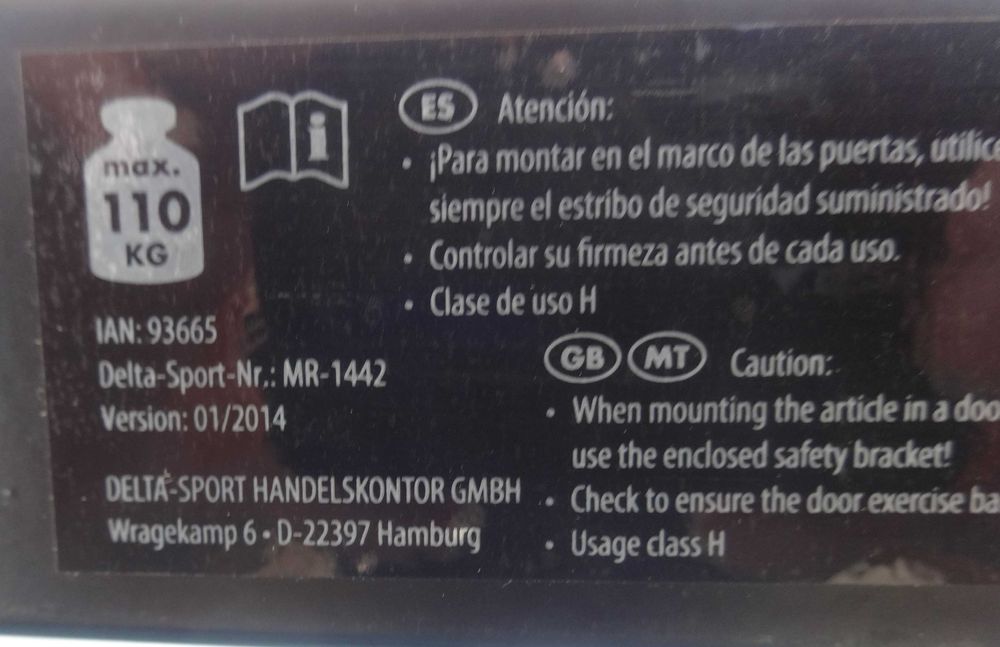 max.
110
KG
i
IAN: 93665
Delta-Sport-Nr.: MR-1442
Version: 01/2014
DELTA-SPORT HANDELSKONTOR GMBH
Wragekamp 6 • D-22397 Hamburg
ES Atención:
• ¡Para montar en el marco de las puertas, utilice
siempre el estribo de seguridad suministrado!
• Controlar su firmeza antes de cada uso.
• Clase de uso H
GB MT Caution:
• When mounting the article in a doo
use the enclosed safety bracket!
• Check to ensure the door exercise ba
• Usage class H